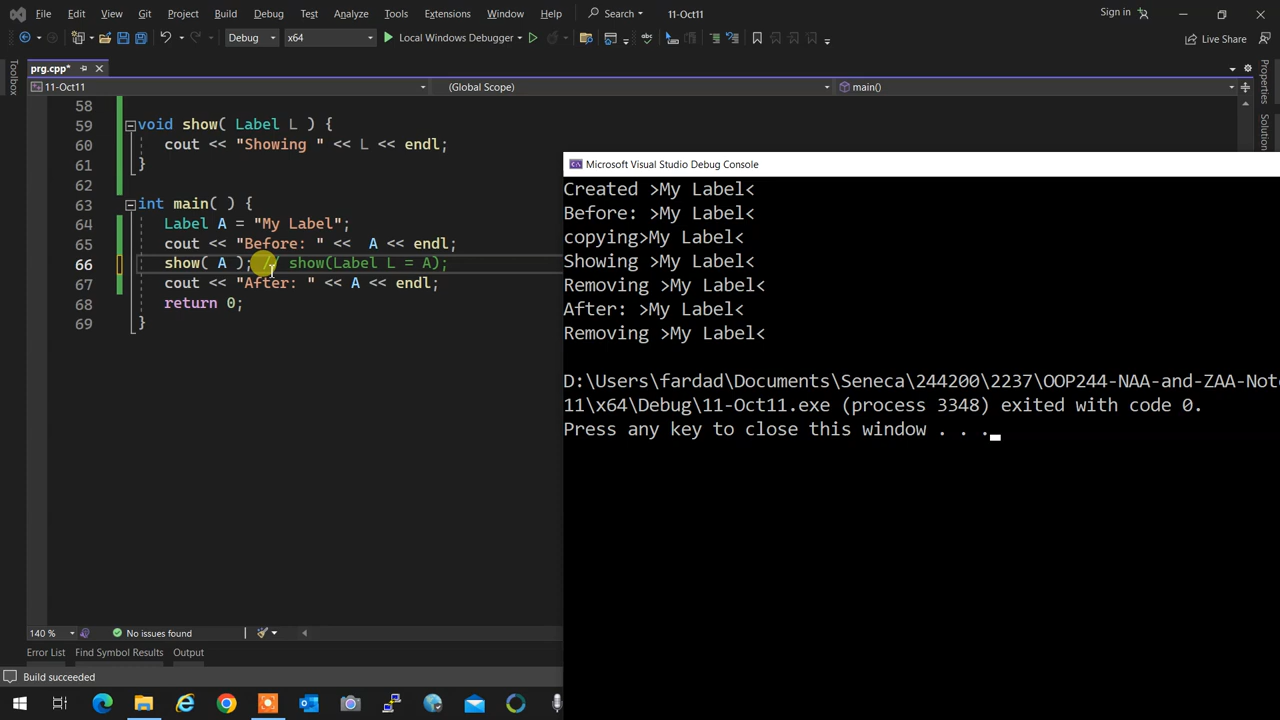 File Edit View Git Project Build Debug Test Analyze Tools Extensions Window Help Search 11-Oct11 Sign in
Debug x64 Local Windows Debugger Live Share
Toolbox
prg.cpp*
11-Oct11 (Global Scope) main()
Properties
58
59 void show( Label L ) {
60 cout << "Showing " << L << endl;
61 }
62
63 int main( ) {
64 Label A = "My Label";
65 cout << "Before: " << A << endl;
66 show( A ); // show(Label L = A);
67 cout << "After: " << A << endl;
68 return 0;
69 }
Microsoft Visual Studio Debug Console
Created >My Label<
Before: >My Label<
copying>My Label<
Showing >My Label<
Removing >My Label<
After: >My Label<
Removing >My Label<
D:\Users\fardad\Documents\Seneca\244200\2237\OOP244-NAA-and-ZAA-Not
11\x64\Debug\11-Oct11.exe (process 3348) exited with code 0.
Press any key to close this window . . .
140 % No issues found
Error List Find Symbol Results Output
Build succeeded